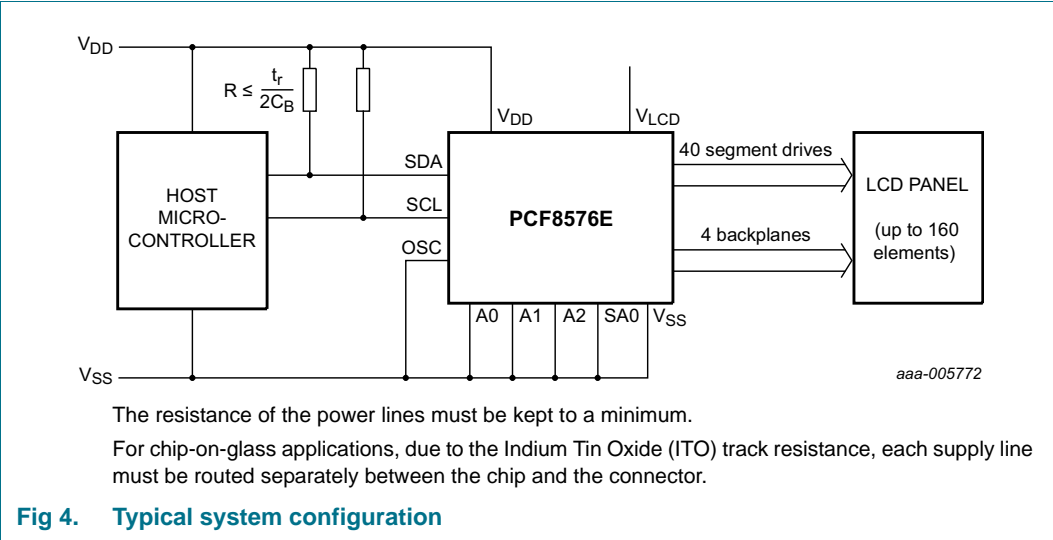 VDD
R ≤ tr
2CB
VDD
VLCD
HOST
MICRO-
CONTROLLER
SDA
SCL
OSC
PCF8576E
40 segment drives
4 backplanes
LCD PANEL
(up to 160
elements)
A0 A1 A2 SA0 VSS
VSS
aaa-005772
The resistance of the power lines must be kept to a minimum.
For chip-on-glass applications, due to the Indium Tin Oxide (ITO) track resistance, each supply line
must be routed separately between the chip and the connector.
Fig 4. Typical system configuration